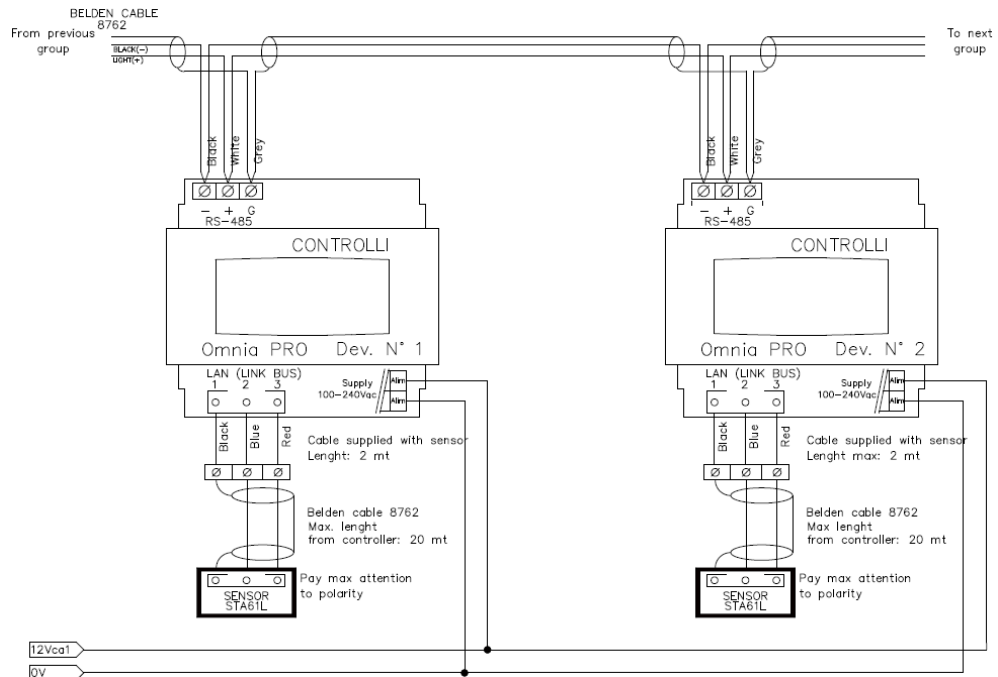 BELDEN CABLE
8762
From previous
group
BLACK(-)
LIGHT(+)
To next
group
Black
White
Grey
Black
White
Grey
- + G
RS-485
- + G
RS-485
CONTROLLI
CONTROLLI
Omnia PRO Dev. N° 1
Omnia PRO Dev. N° 2
LAN (LINK BUS)
1 2 3
Supply
100-240Vac
Alim
Alim
LAN (LINK BUS)
1 2 3
Supply
100-240Vac
Alim
Alim
Black
Blue
Red
Cable supplied with sensor
Lenght: 2 mt
Black
Blue
Red
Cable supplied with sensor
Lenght max: 2 mt
Belden cable 8762
Max. lenght
from controller: 20 mt
Belden cable 8762
Max lenght
from controller: 20 mt
SENSOR
STA61L
Pay max attention
to polarity
SENSOR
STA61L
Pay max attention
to polarity
12Vca1
0V